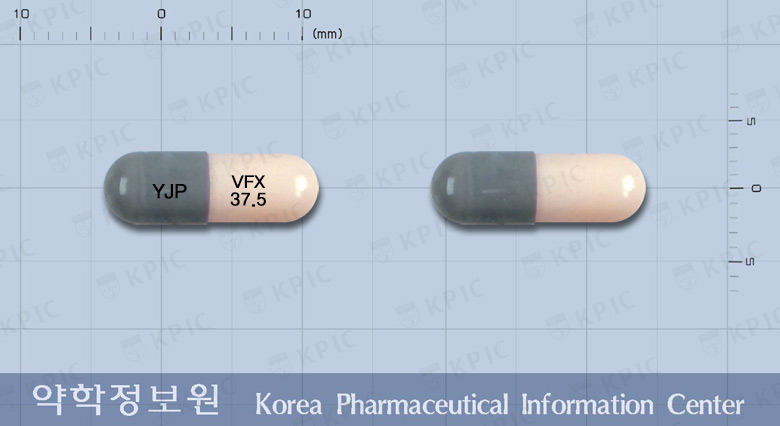 10 0 10
(mm)
YJP
VFX
37.5
5
0
5
KPIC
약학정보원 Korea Pharmaceutical Information Center